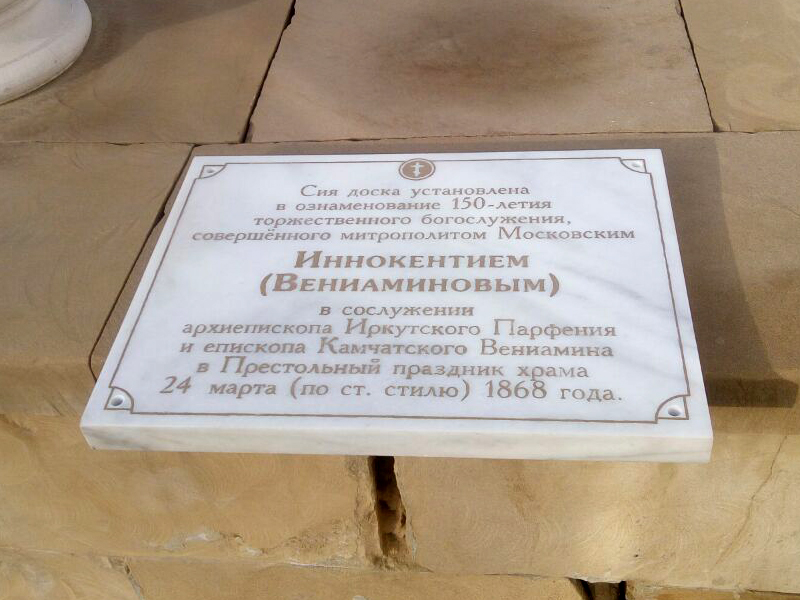 Сия доска установлена
в ознаменование 150-летия
торжественного богослужения,
совершённого митрополитом Московским
Иннокентием
(Вениаминовым)
в сослужении
архиепископа Иркутского Парфения
и епископа Камчатского Вениамина
в Престольный праздник храма
24 марта (по ст. стилю) 1868 года.